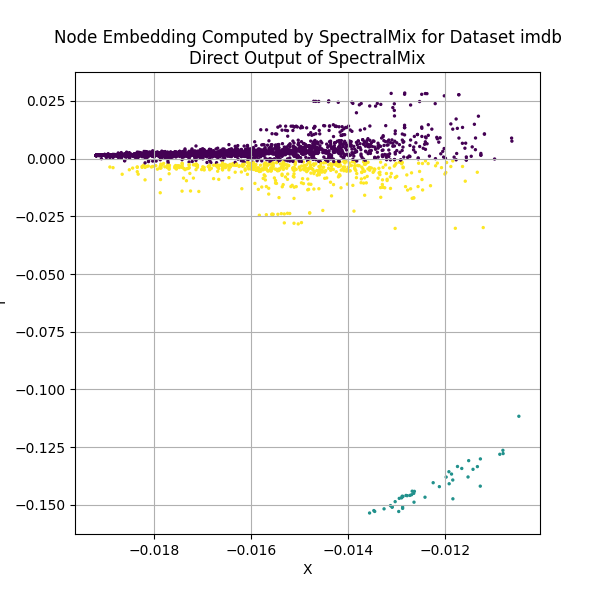 Node Embedding Computed by SpectralMix for Dataset imdb
Direct Output of SpectralMix
0.025
0.000
−0.025
−0.050
−0.075
−0.100
−0.125
−0.150
−0.018 −0.016 −0.014 −0.012
X